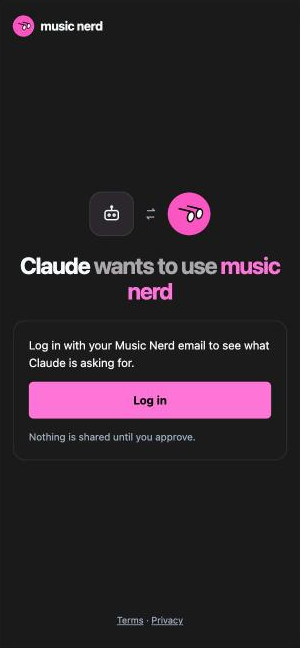 music nerd
Claude wants to use music
nerd
Log in with your Music Nerd email to see what
Claude is asking for.
Log in
Nothing is shared until you approve.
Terms · Privacy